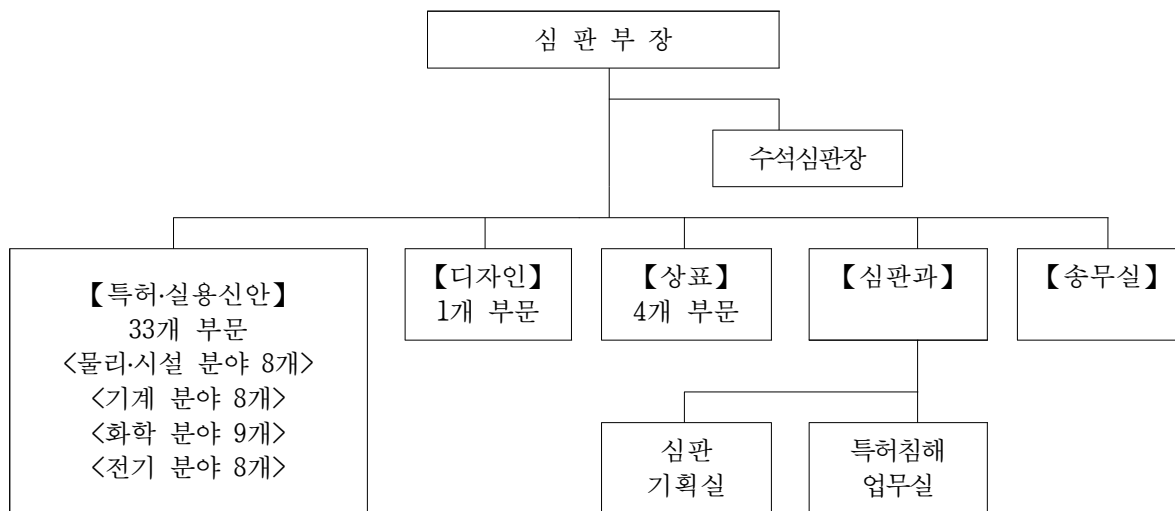 심 판 부 장
수석심판장
【특허·실용신안】
33개 부문
<물리·시설 분야 8개>
<기계 분야 8개>
<화학 분야 9개>
<전기 분야 8개>
【디자인】
1개 부문
【상표】
4개 부문
【심판과】
【송무실】
심판
기획실
특허침해
업무실